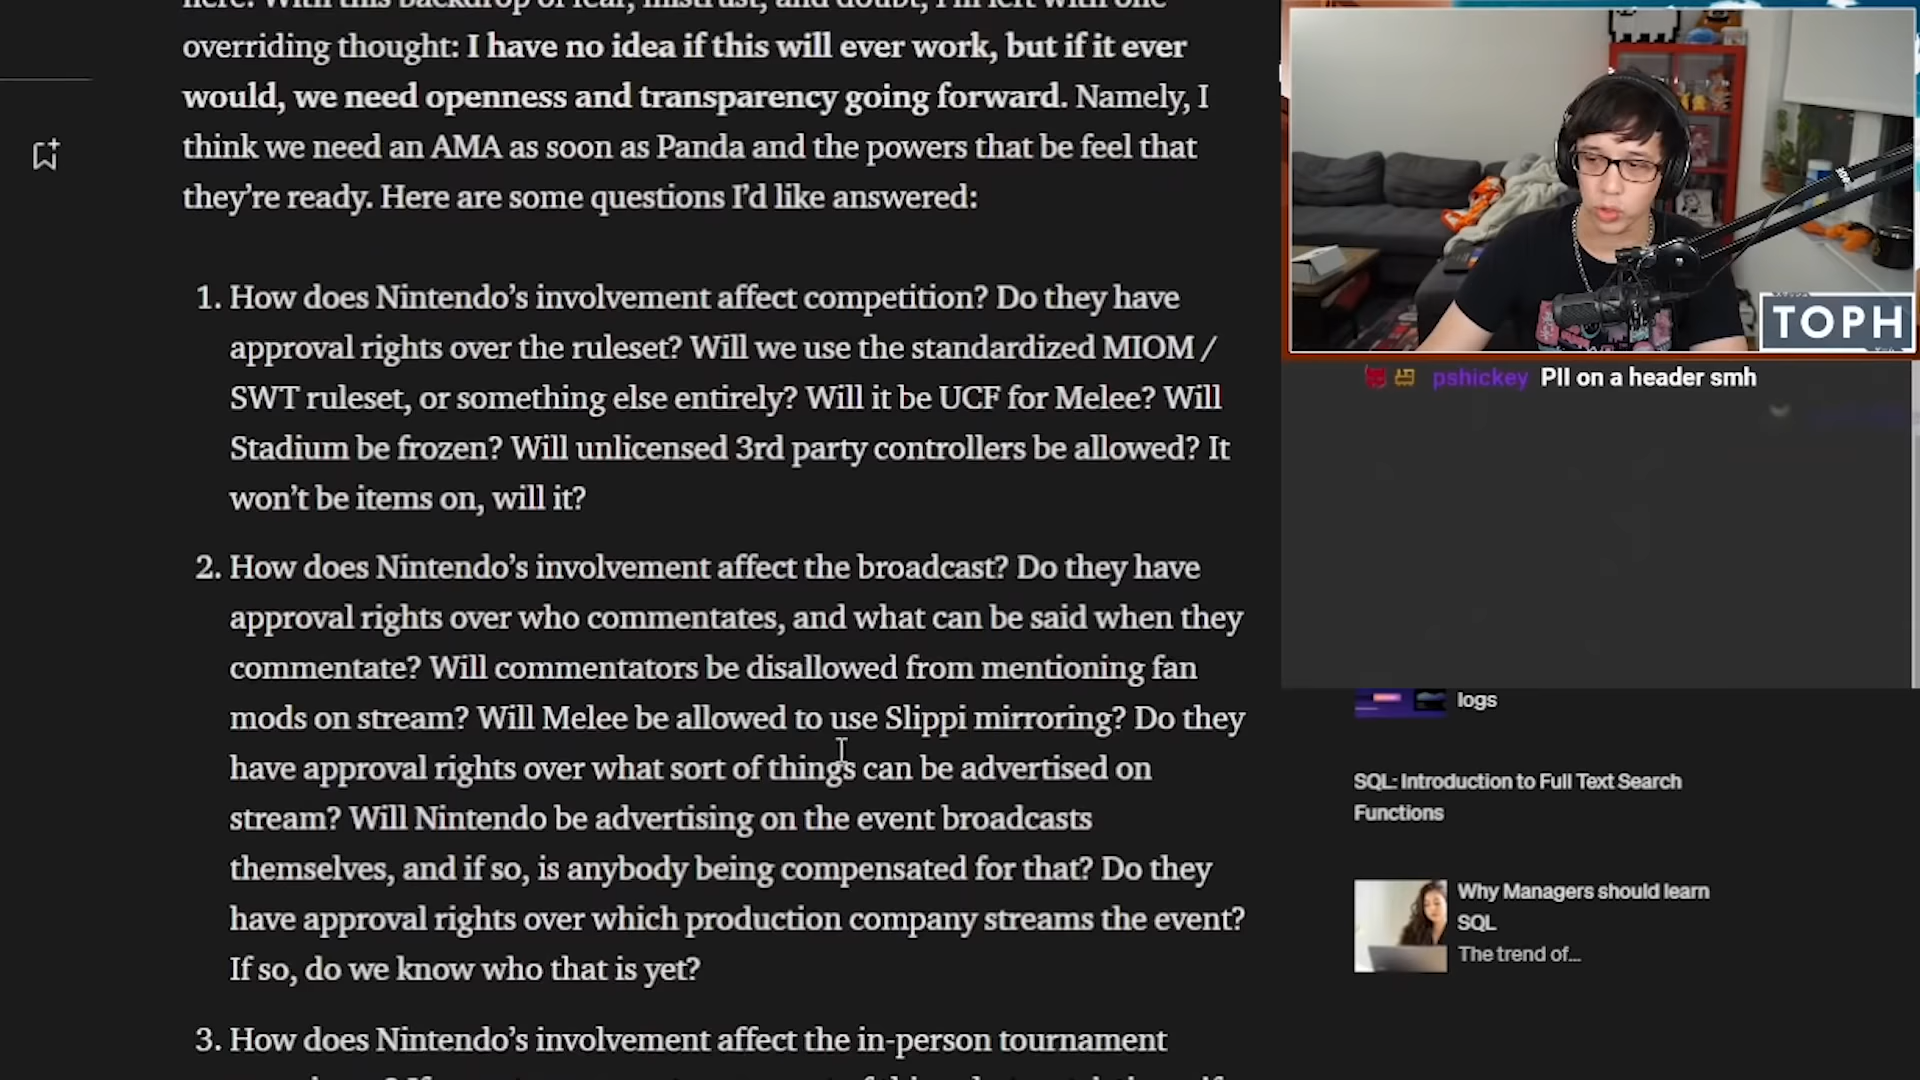 overriding thought: I have no idea if this will ever work, but if it ever
would, we need openness and transparency going forward. Namely, I
think we need an AMA as soon as Panda and the powers that be feel that
they're ready. Here are some questions I'd like answered:
1. How does Nintendo's involvement affect competition? Do they have
approval rights over the ruleset? Will we use the standardized MIOM /
SWT ruleset, or something else entirely? Will it be UCF for Melee? Will
Stadium be frozen? Will unlicensed 3rd party controllers be allowed? It
won't be items on, will it?
2. How does Nintendo's involvement affect the broadcast? Do they have
approval rights over who commentates, and what can be said when they
commentate? Will commentators be disallowed from mentioning fan
mods on stream? Will Melee be allowed to use Slippi mirroring? Do they
have approval rights over what sort of things can be advertised on
stream? Will Nintendo be advertising on the event broadcasts
themselves, and if so, is anybody being compensated for that? Do they
have approval rights over which production company streams the event?
If so, do we know who that is yet?
3. How does Nintendo's involvement affect the in-person tournament
TOPH
pshickey PII on a header smh
logs
SQL: Introduction to Full Text Search
Functions
Why Managers should learn
SQL
The trend of...